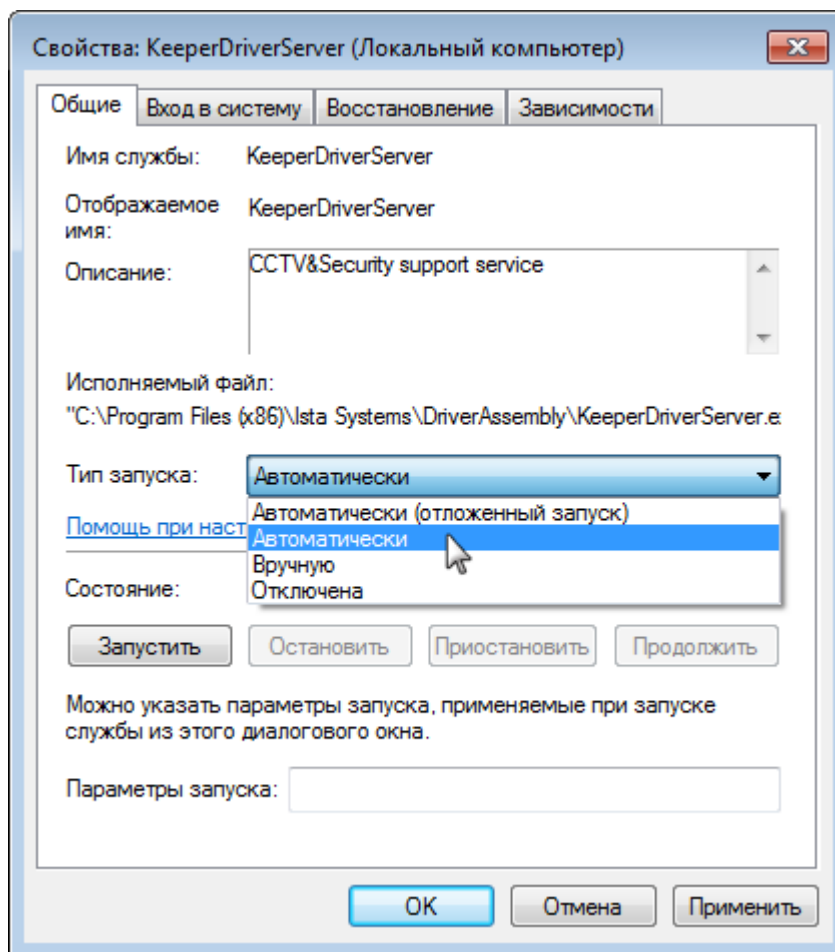 Свойства: KeeperDriverServer (Локальный компьютер)
Общие Вход в систему Восстановление Зависимости
Имя службы: KeeperDriverServer
Отображаемое
имя: KeeperDriverServer
Описание: CCTV&Security support service
Исполняемый файл:
"C:\Program Files (x86)\Ista Systems\DriverAssembly\KeeperDriverServer.e
Тип запуска: Автоматически
Автоматически (отложенный запуск)
Помощь при наст
Автоматически
Вручную
Состояние: Отключена
Запустить Остановить Приостановить Продолжить
Можно указать параметры запуска, применяемые при запуске
службы из этого диалогового окна.
Параметры запуска:
OK Отмена Применить